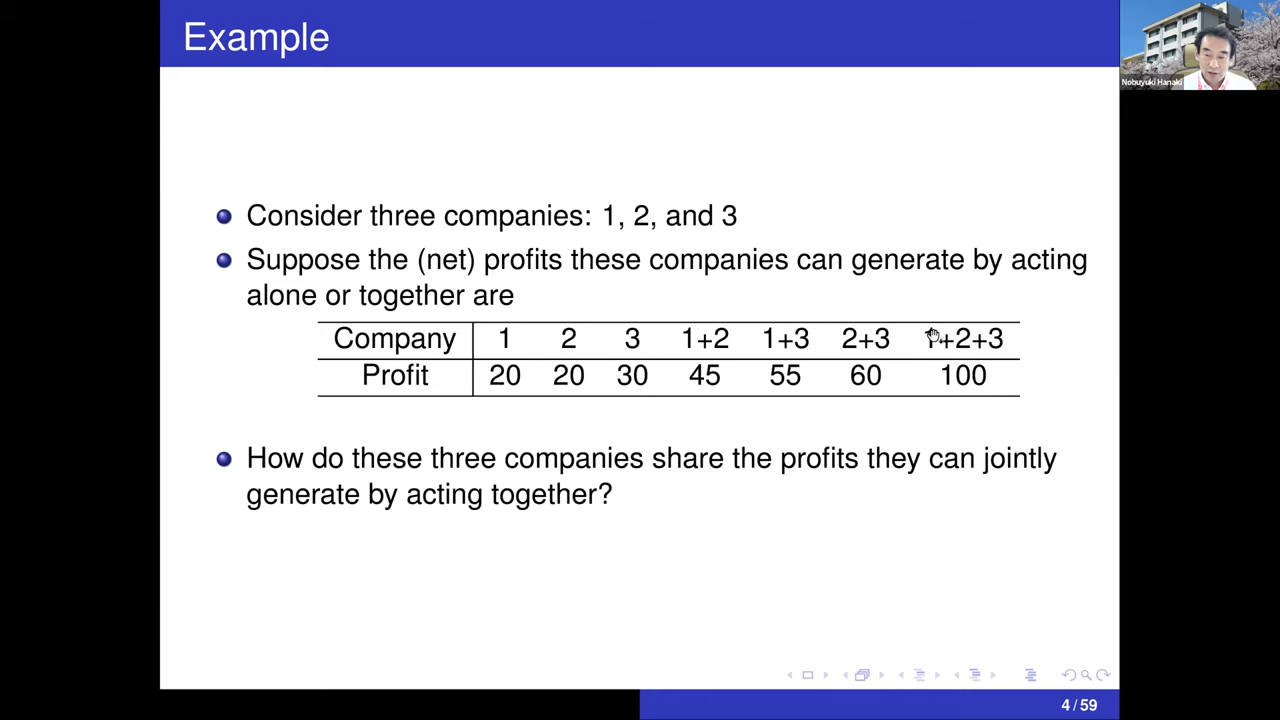 Example
Nobuyuki Hanaki
Consider three companies: 1, 2, and 3
Suppose the (net) profits these companies can generate by acting
alone or together are
Company 1 2 3 1+2 1+3 2+3 1+2+3
Profit 20 20 30 45 55 60 100
How do these three companies share the profits they can jointly
generate by acting together?
4 / 59